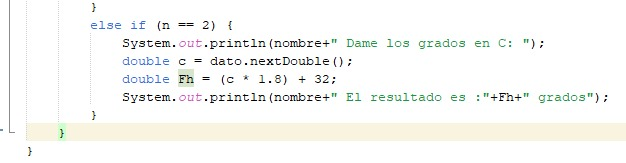 }
else if (n == 2) {
System.out.println(nombre+" Dame los grados en C: ");
double c = dato.nextDouble();
double Fh = (c * 1.8) + 32;
System.out.println(nombre+" El resultado es :"+Fh+" grados");
}
}
}